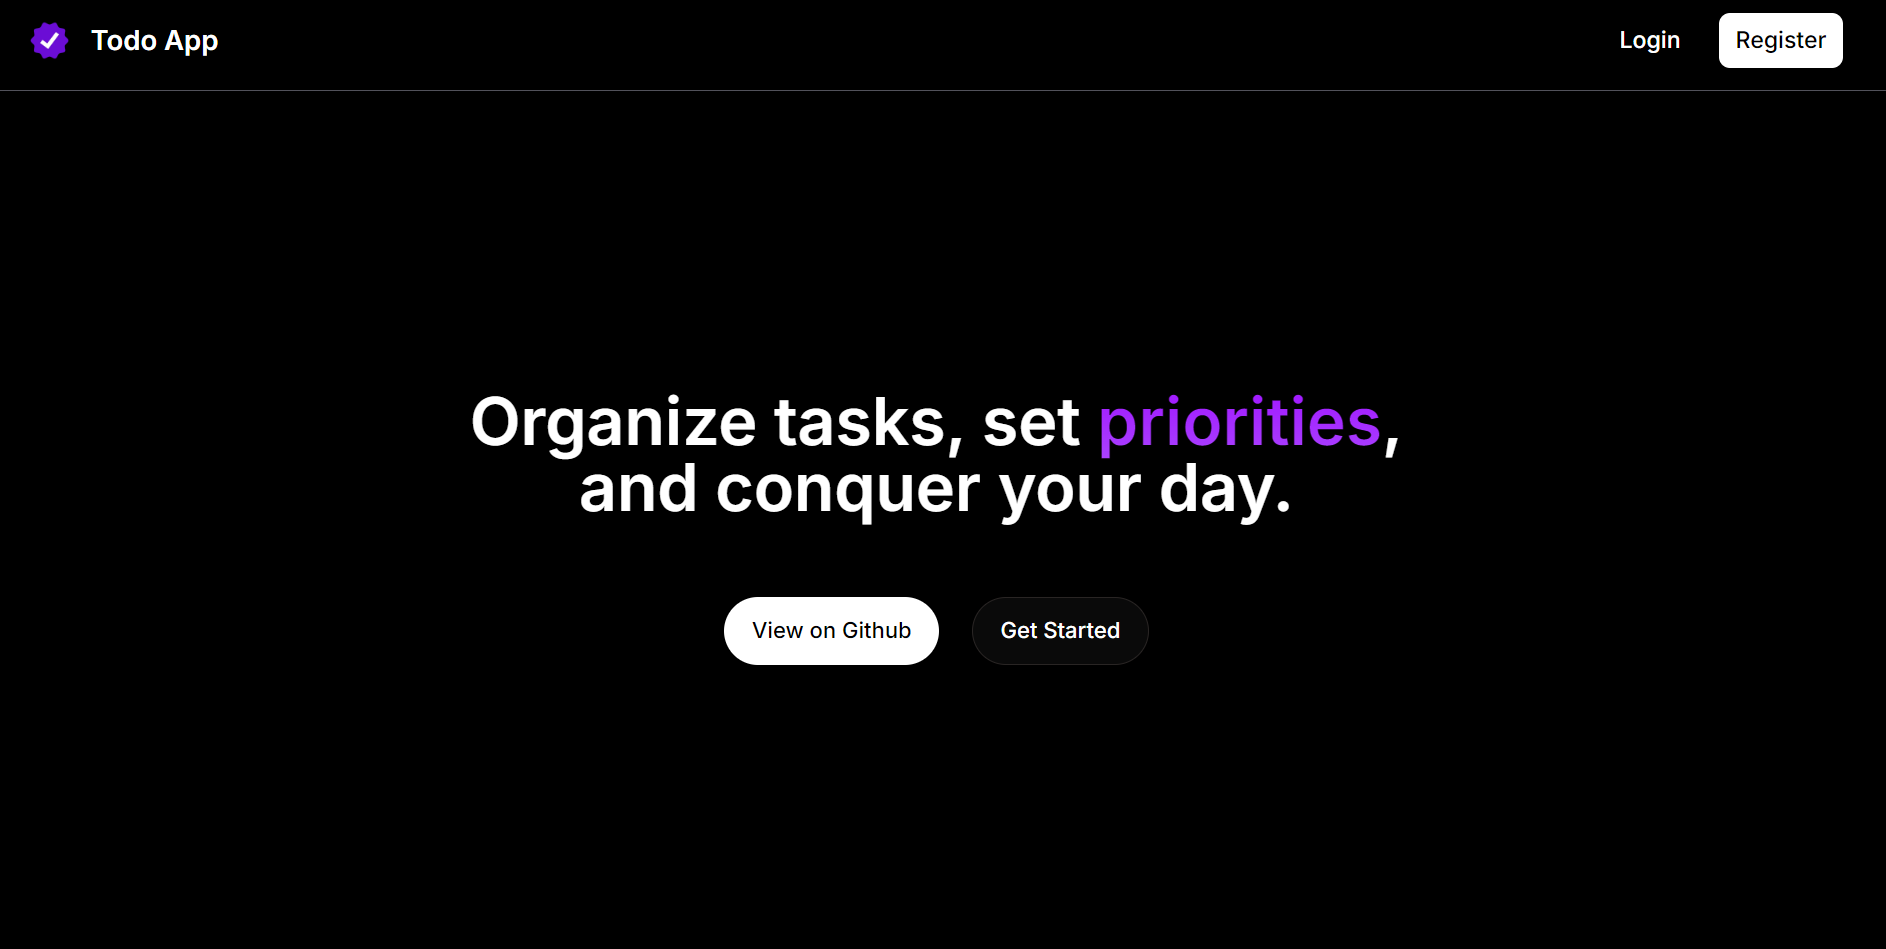 Todo App
Login
Register
Organize tasks, set priorities,
and conquer your day.
View on Github
Get Started